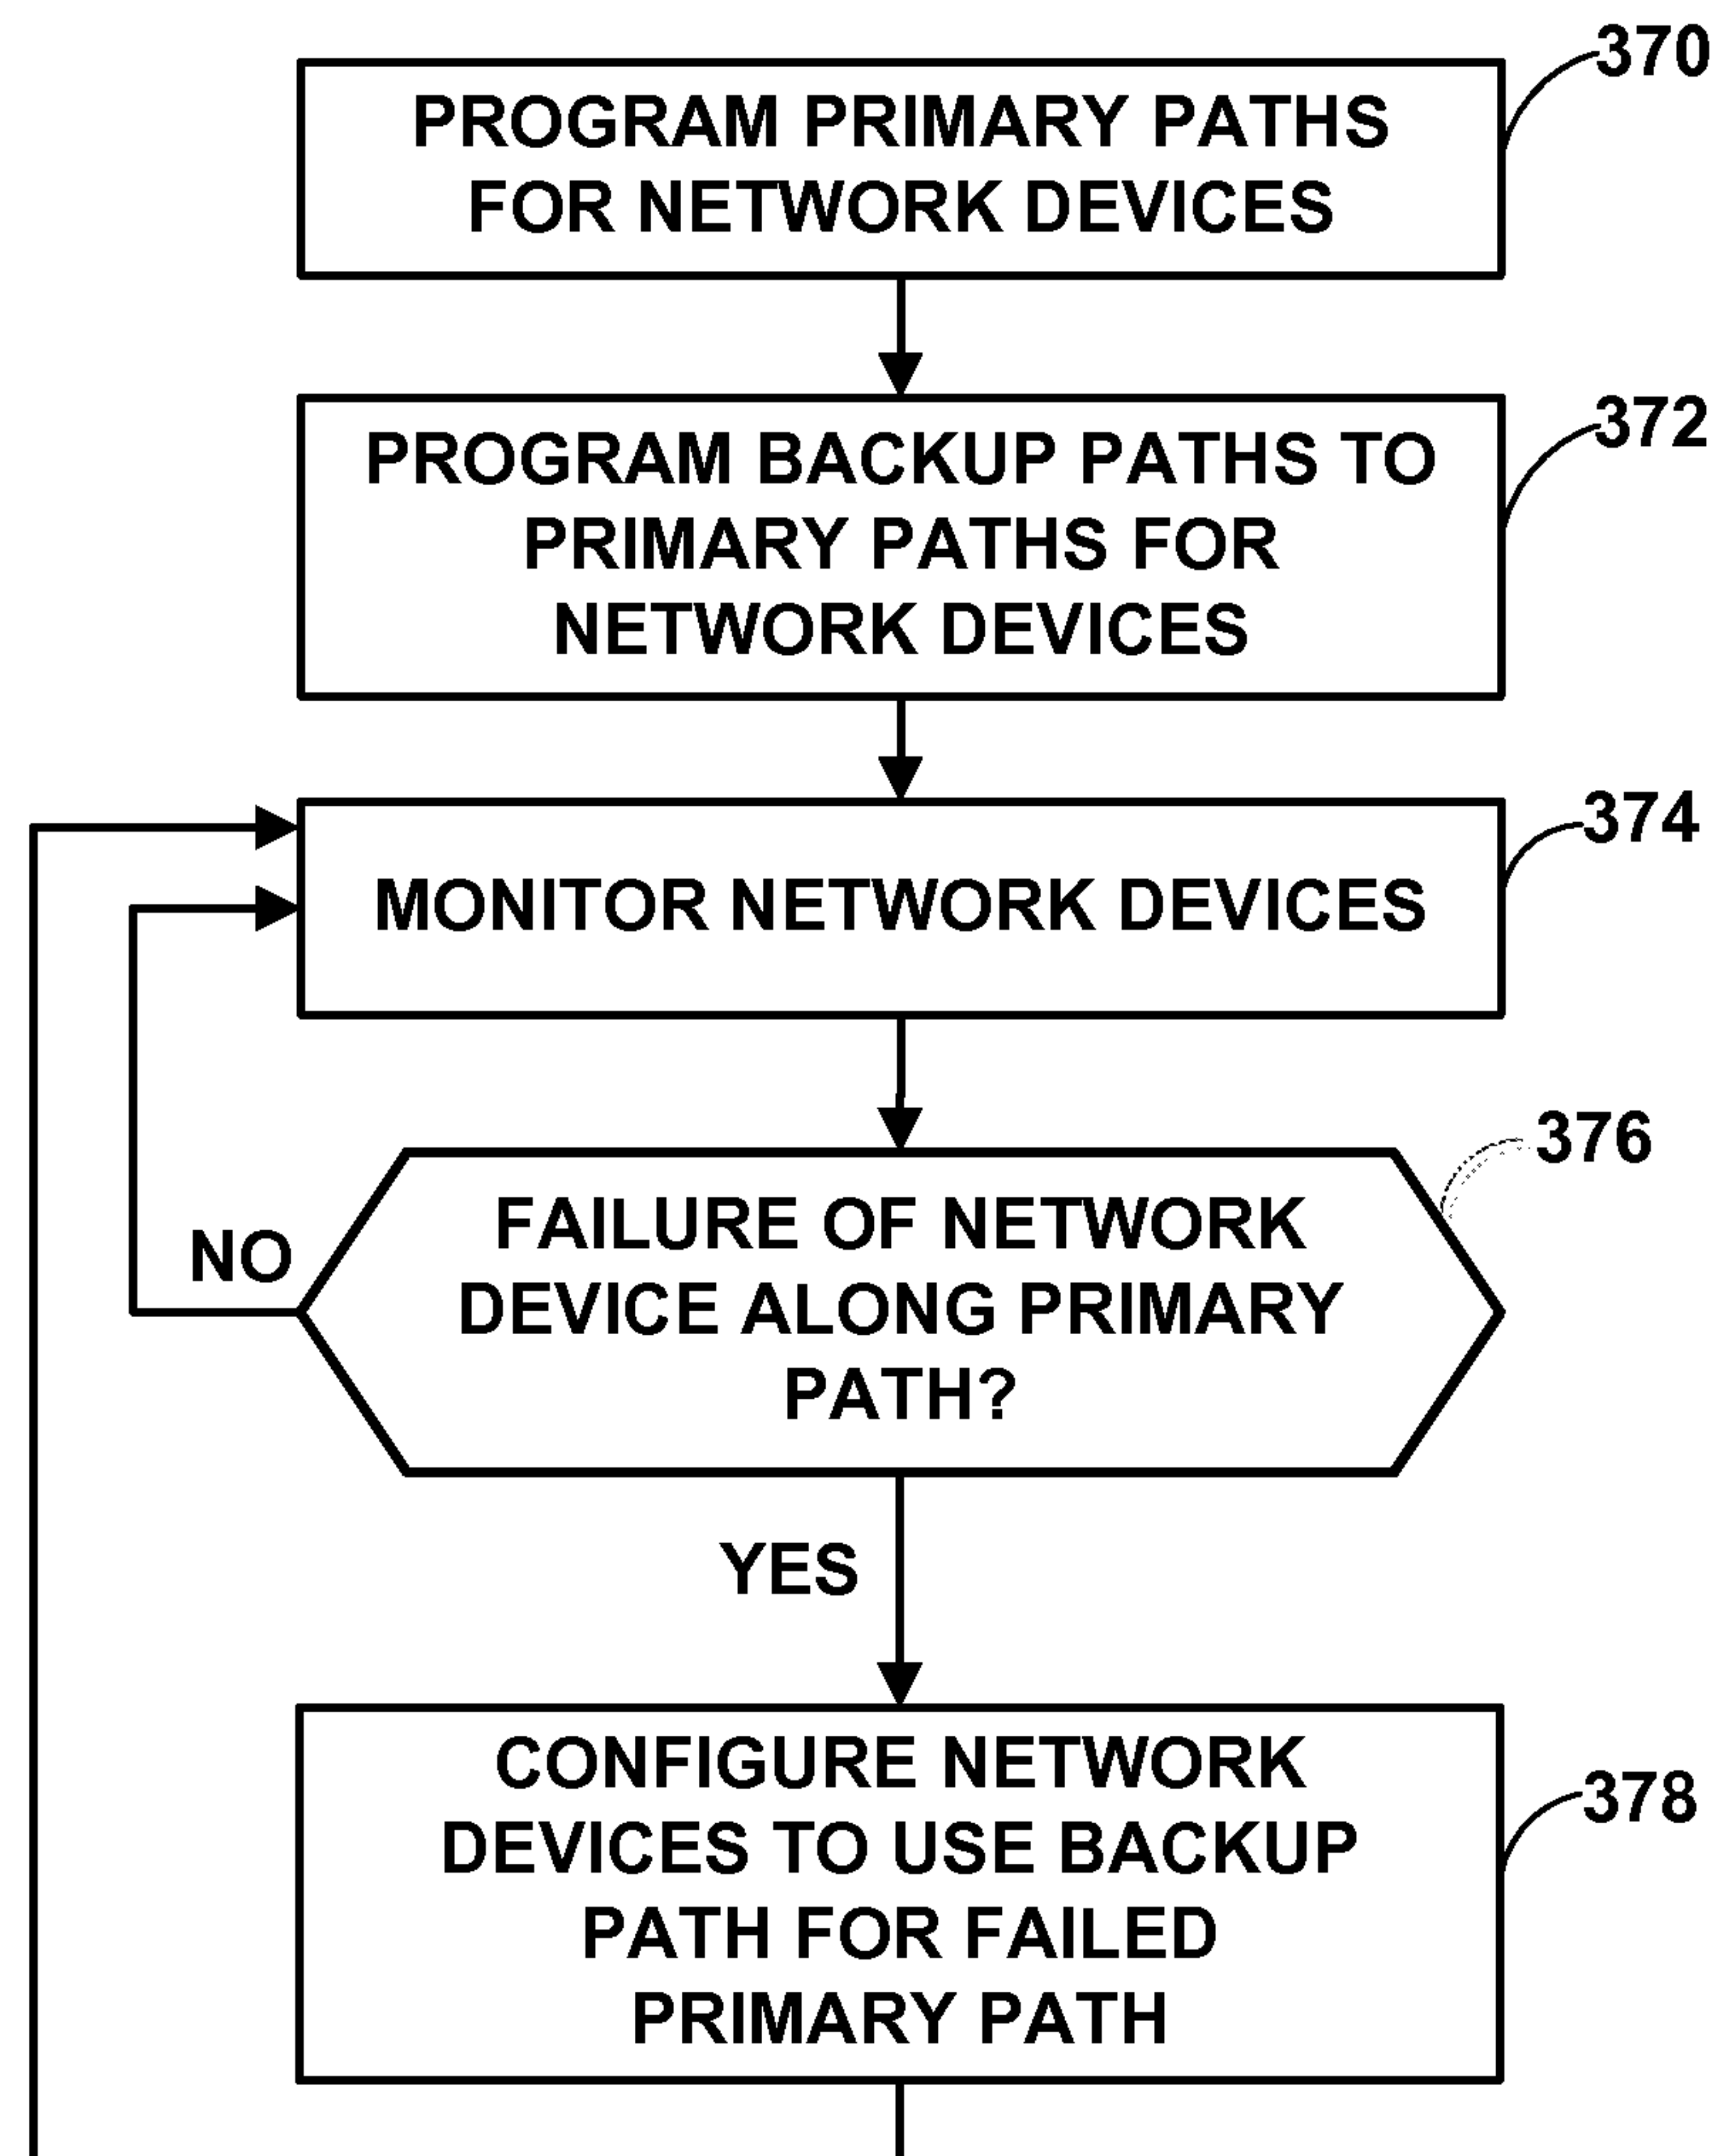 370
PROGRAM PRIMARY PATHS
FOR NETWORK DEVICES
372
PROGRAM BACKUP PATHS TO
PRIMARY PATHS FOR
NETWORK DEVICES
374
MONITOR NETWORK DEVICES
376
FAILURE OF NETWORK
DEVICE ALONG PRIMARY
PATH?
NO
YES
CONFIGURE NETWORK
DEVICES TO USE BACKUP
PATH FOR FAILED
PRIMARY PATH
378